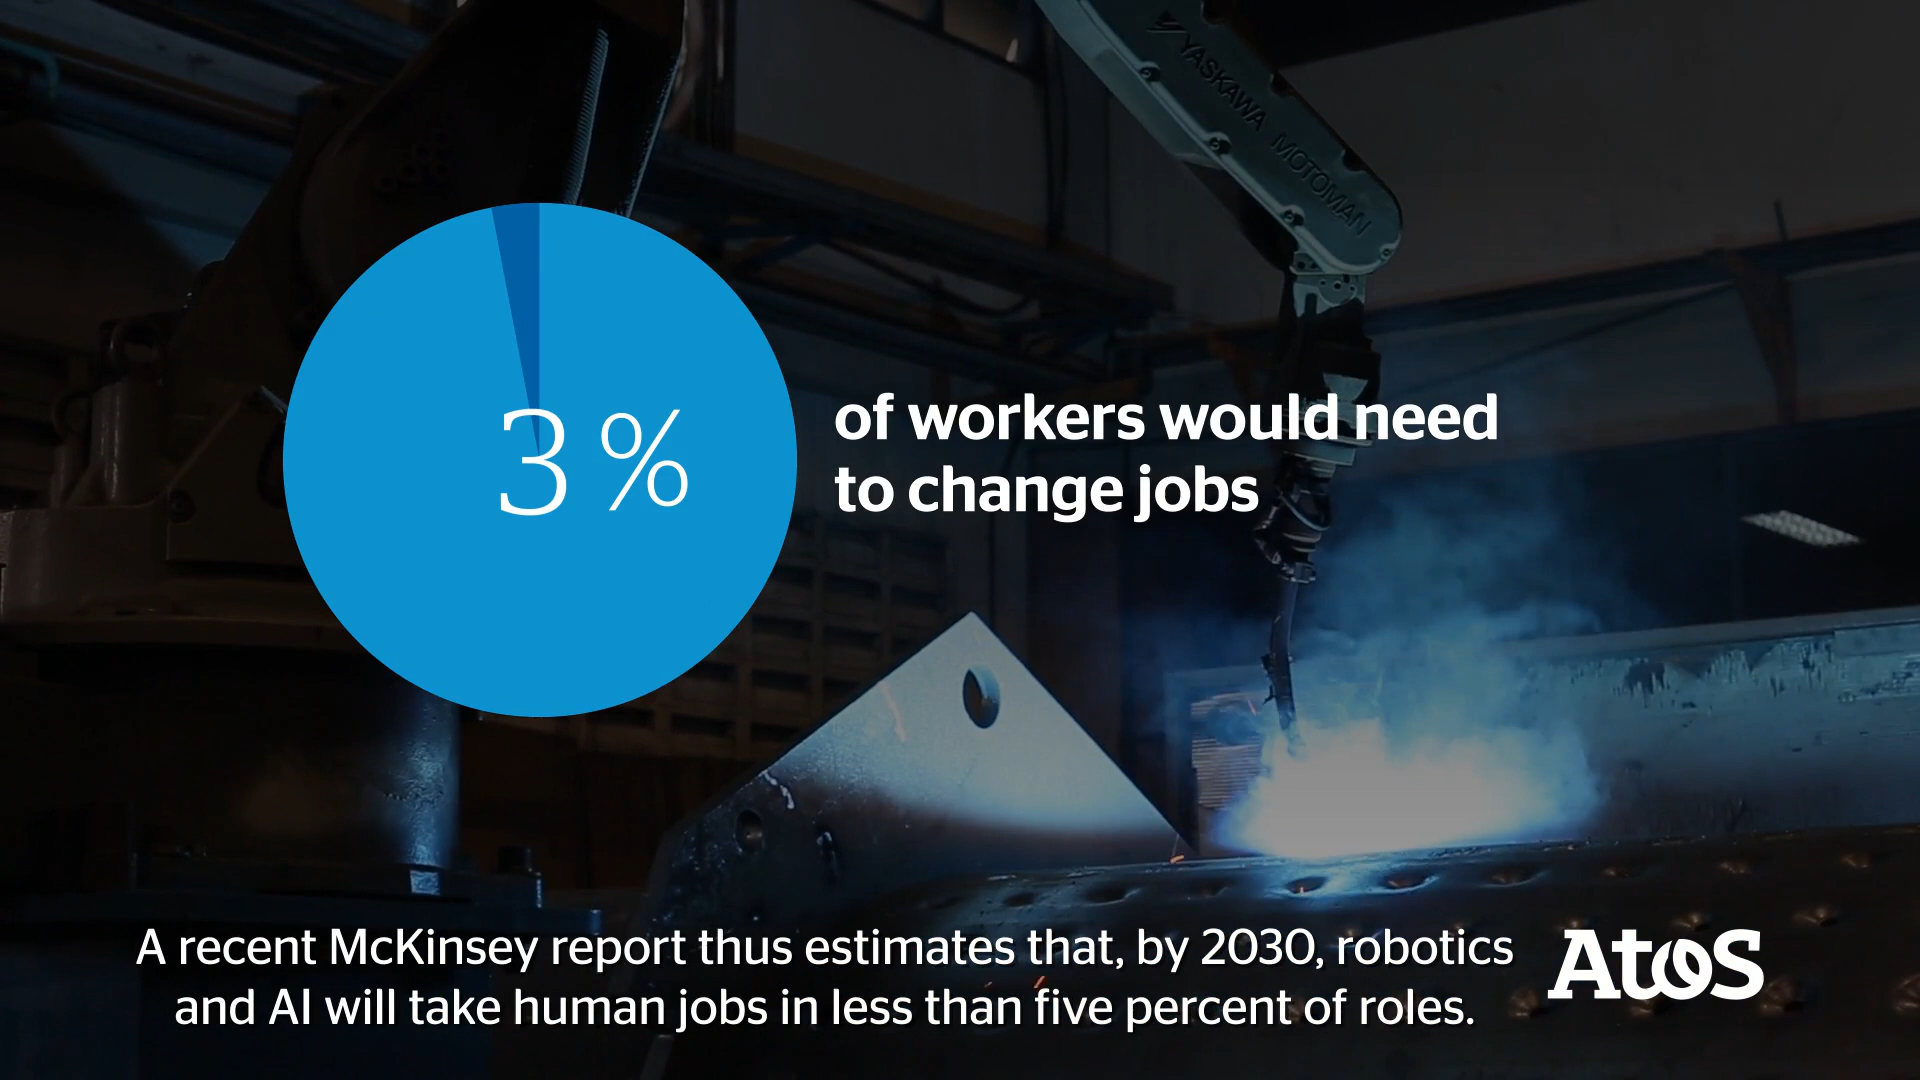 YASKAWA MOTOMAN
3 %
of workers would need
to change jobs
A recent McKinsey report thus estimates that, by 2030, robotics
and AI will take human jobs in less than five percent of roles.
Atos